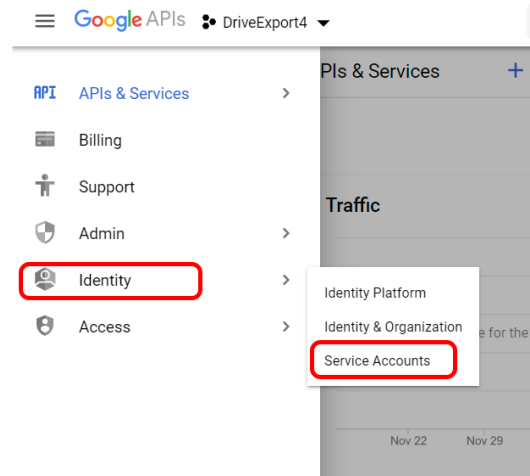 Google APIs DriveExport4
API APIs & Services
PIs & Services +
Billing
Support
Traffic
Admin
Identity
Identity Platform
Access
Identity & Organization
e for the
Service Accounts
Nov 22 Nov 29